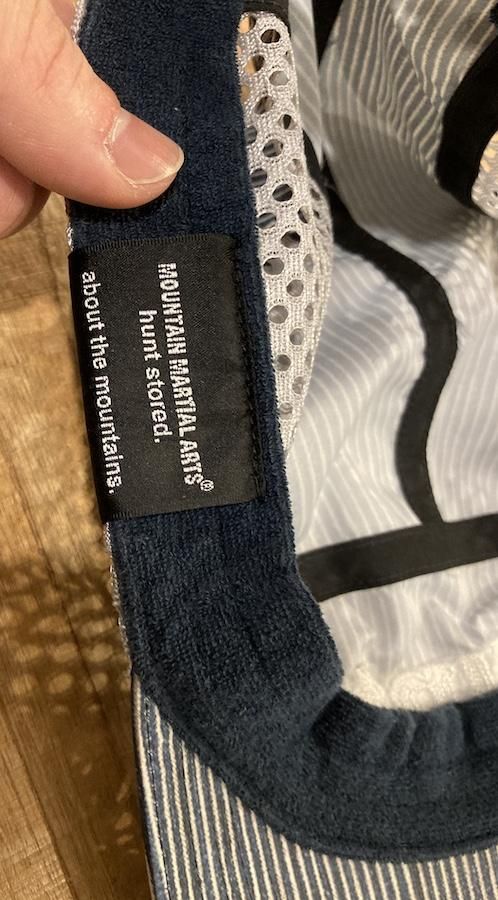 MOUNTAIN MARTIAL ARTS®
hunt stored.
about the mountains.